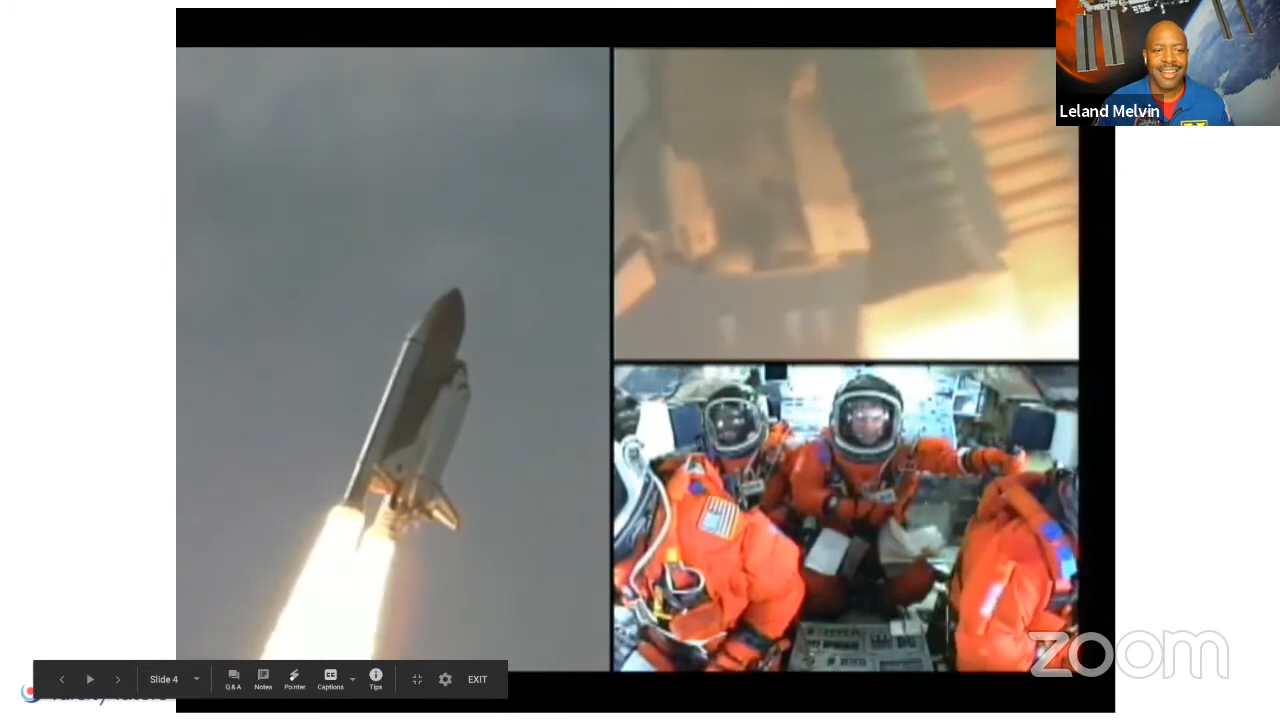 Leland Melvin
zoom
Slide 4
Q&A
Notes
Pointer
Captions
Tips
EXIT